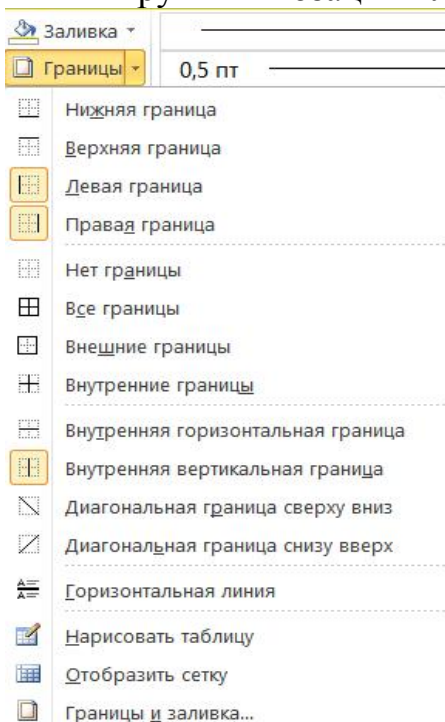 Заливка
Границы
0,5 пт
Нижняя граница
Верхняя граница
Левая граница
Правая граница
Нет границы
Все границы
Внешние границы
Внутренние границы
Внутренняя горизонтальная граница
Внутренняя вертикальная граница
Диагональная граница сверху вниз
Диагональная граница снизу вверх
Горизонтальная линия
Нарисовать таблицу
Отобразить сетку
Границы и заливка...